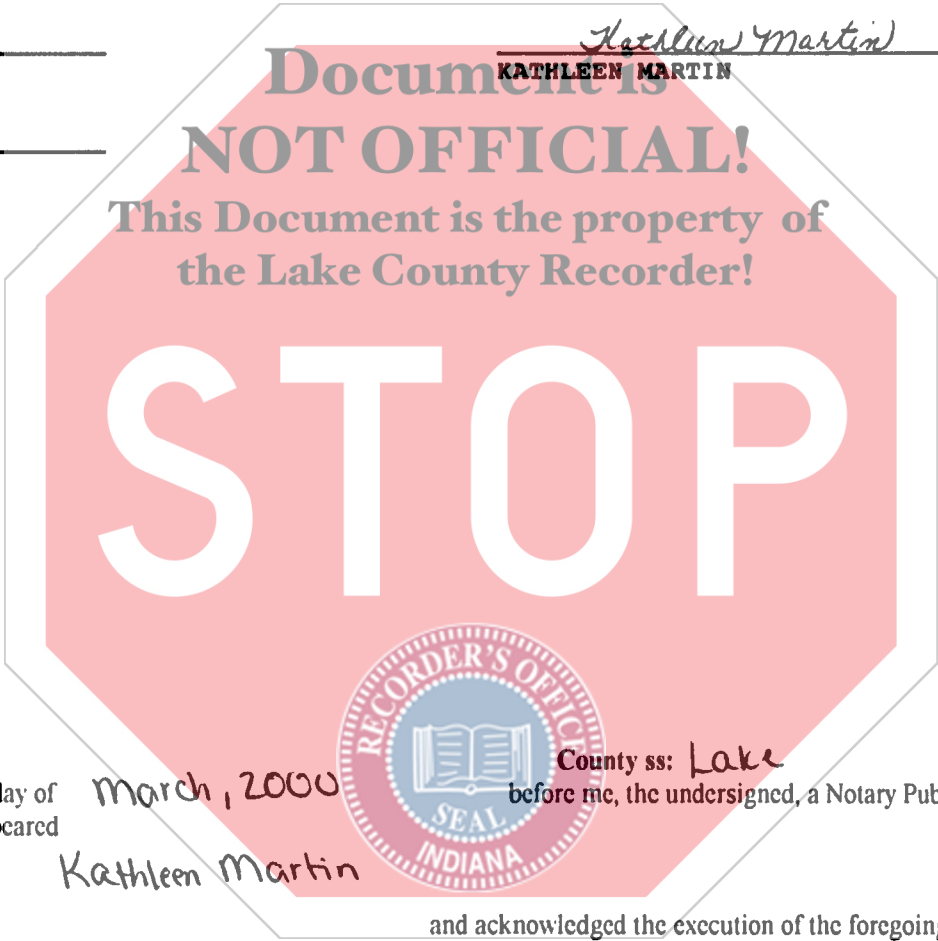 Kathleen Martin
KATHLEEN MARTIN
Document is
NOT OFFICIAL!
This Document is the property of
the Lake County Recorder!
STOP
RECORDER'S OFFICE
SEAL
INDIANA
County ss: Lake
lay of March, 2000 before me, the undersigned, a Notary Pub
peared
Kathleen Martin
and acknowledged the execution of the foregoing